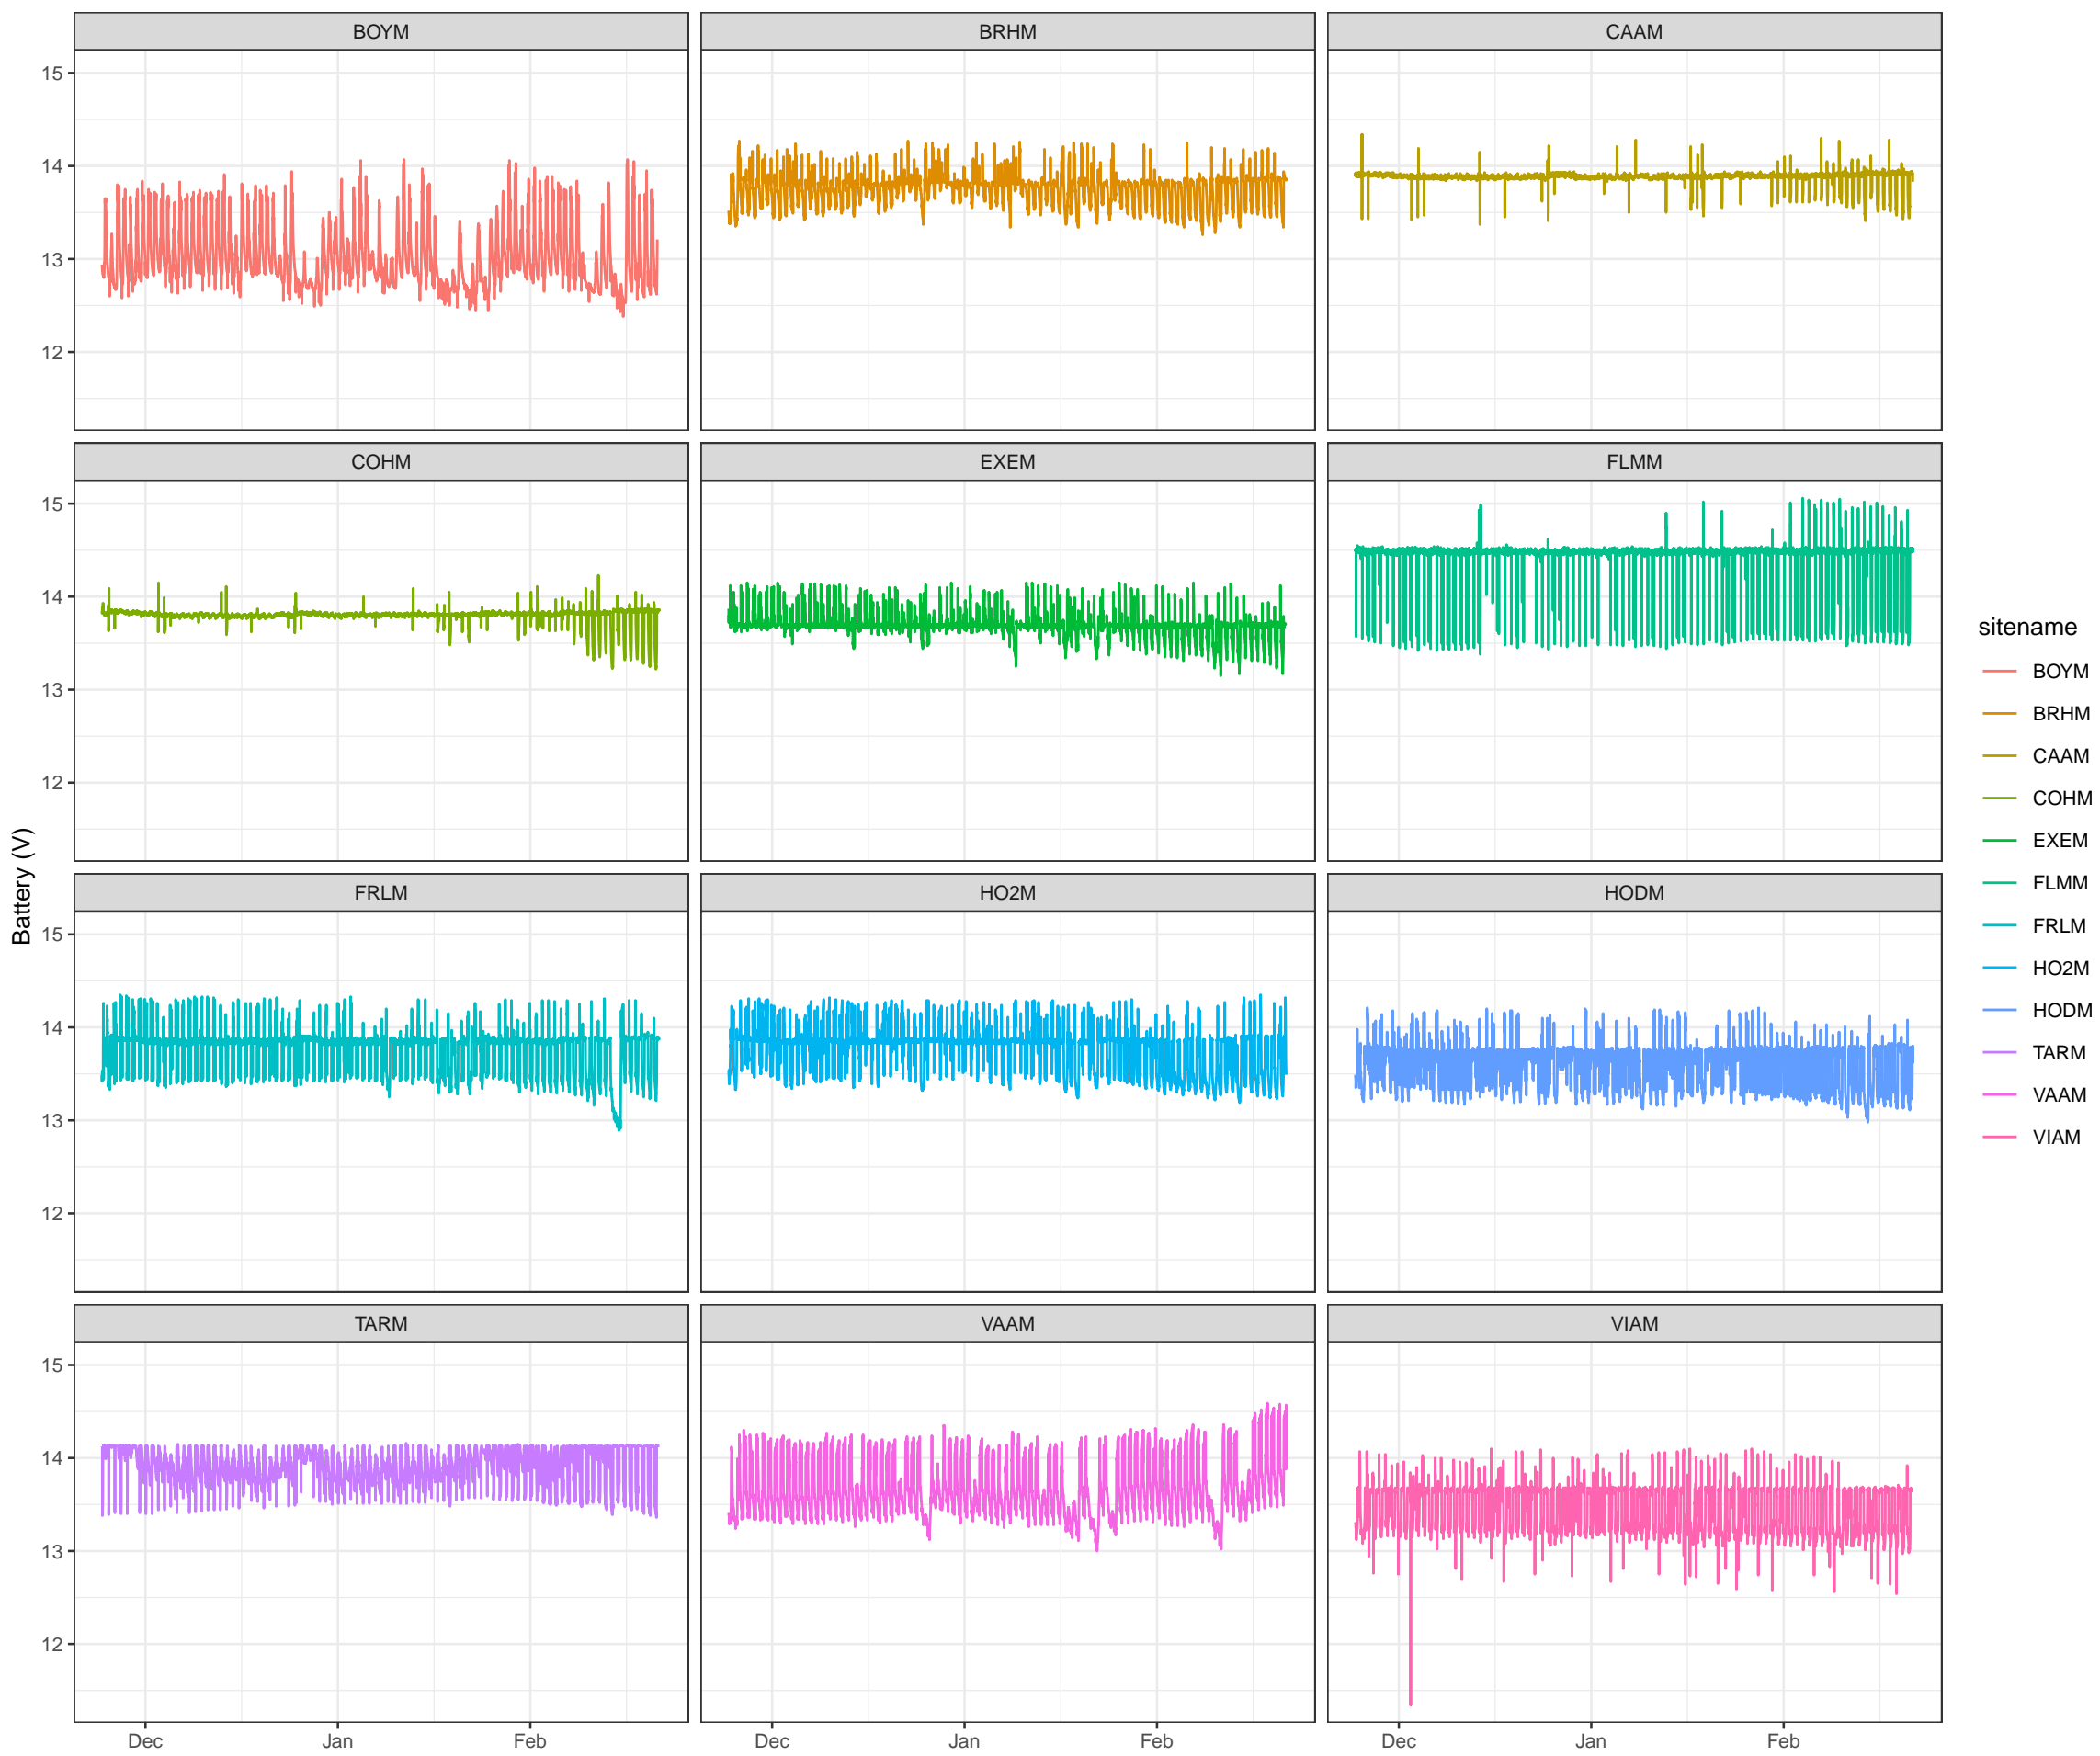 BOYM BRHM CAAM
15
14
13
12
COHM EXEM FLMM
15
14
13
12
Battery (V)
FRLM HO2M HODM
15
14
13
12
TARM VAAM VIAM
15
14
13
12
Dec Jan Feb Dec Jan Feb Dec Jan Feb
sitename
BOYM
BRHM
CAAM
COHM
EXEM
FLMM
FRLM
HO2M
HODM
TARM
VAAM
VIAM